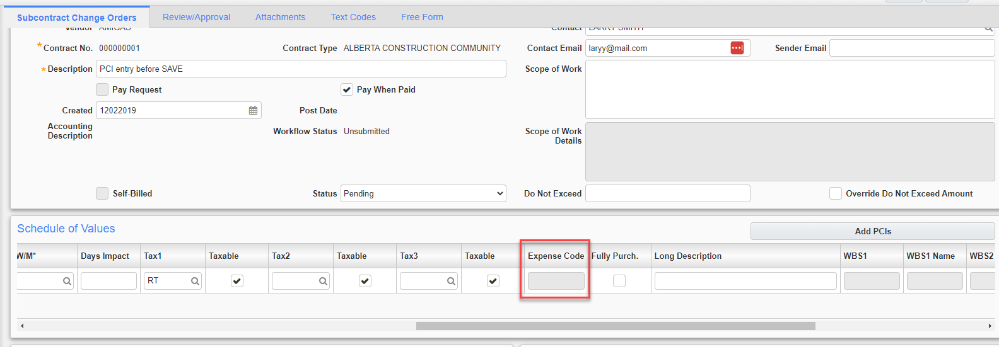 Subcontract Change Orders Review/Approval Attachments Text Codes Free Form
Vendor AMIGAS Contact LARRY SMITH
* Contract No. 000000001 Contract Type ALBERTA CONSTRUCTION COMMUNITY Contact Email laryy@mail.com Sender Email
* Description PCI entry before SAVE Scope of Work
Pay Request Pay When Paid
Created 12022019 Post Date
Accounting
Description Workflow Status Unsubmitted Scope of Work
Details
Self-Billed Status Pending Do Not Exceed Override Do Not Exceed Amount
Schedule of Values Add PCIs
W/M* Days Impact Tax1 Taxable Tax2 Taxable Tax3 Taxable Expense Code Fully Purch. Long Description WBS1 WBS1 Name WBS2
RT